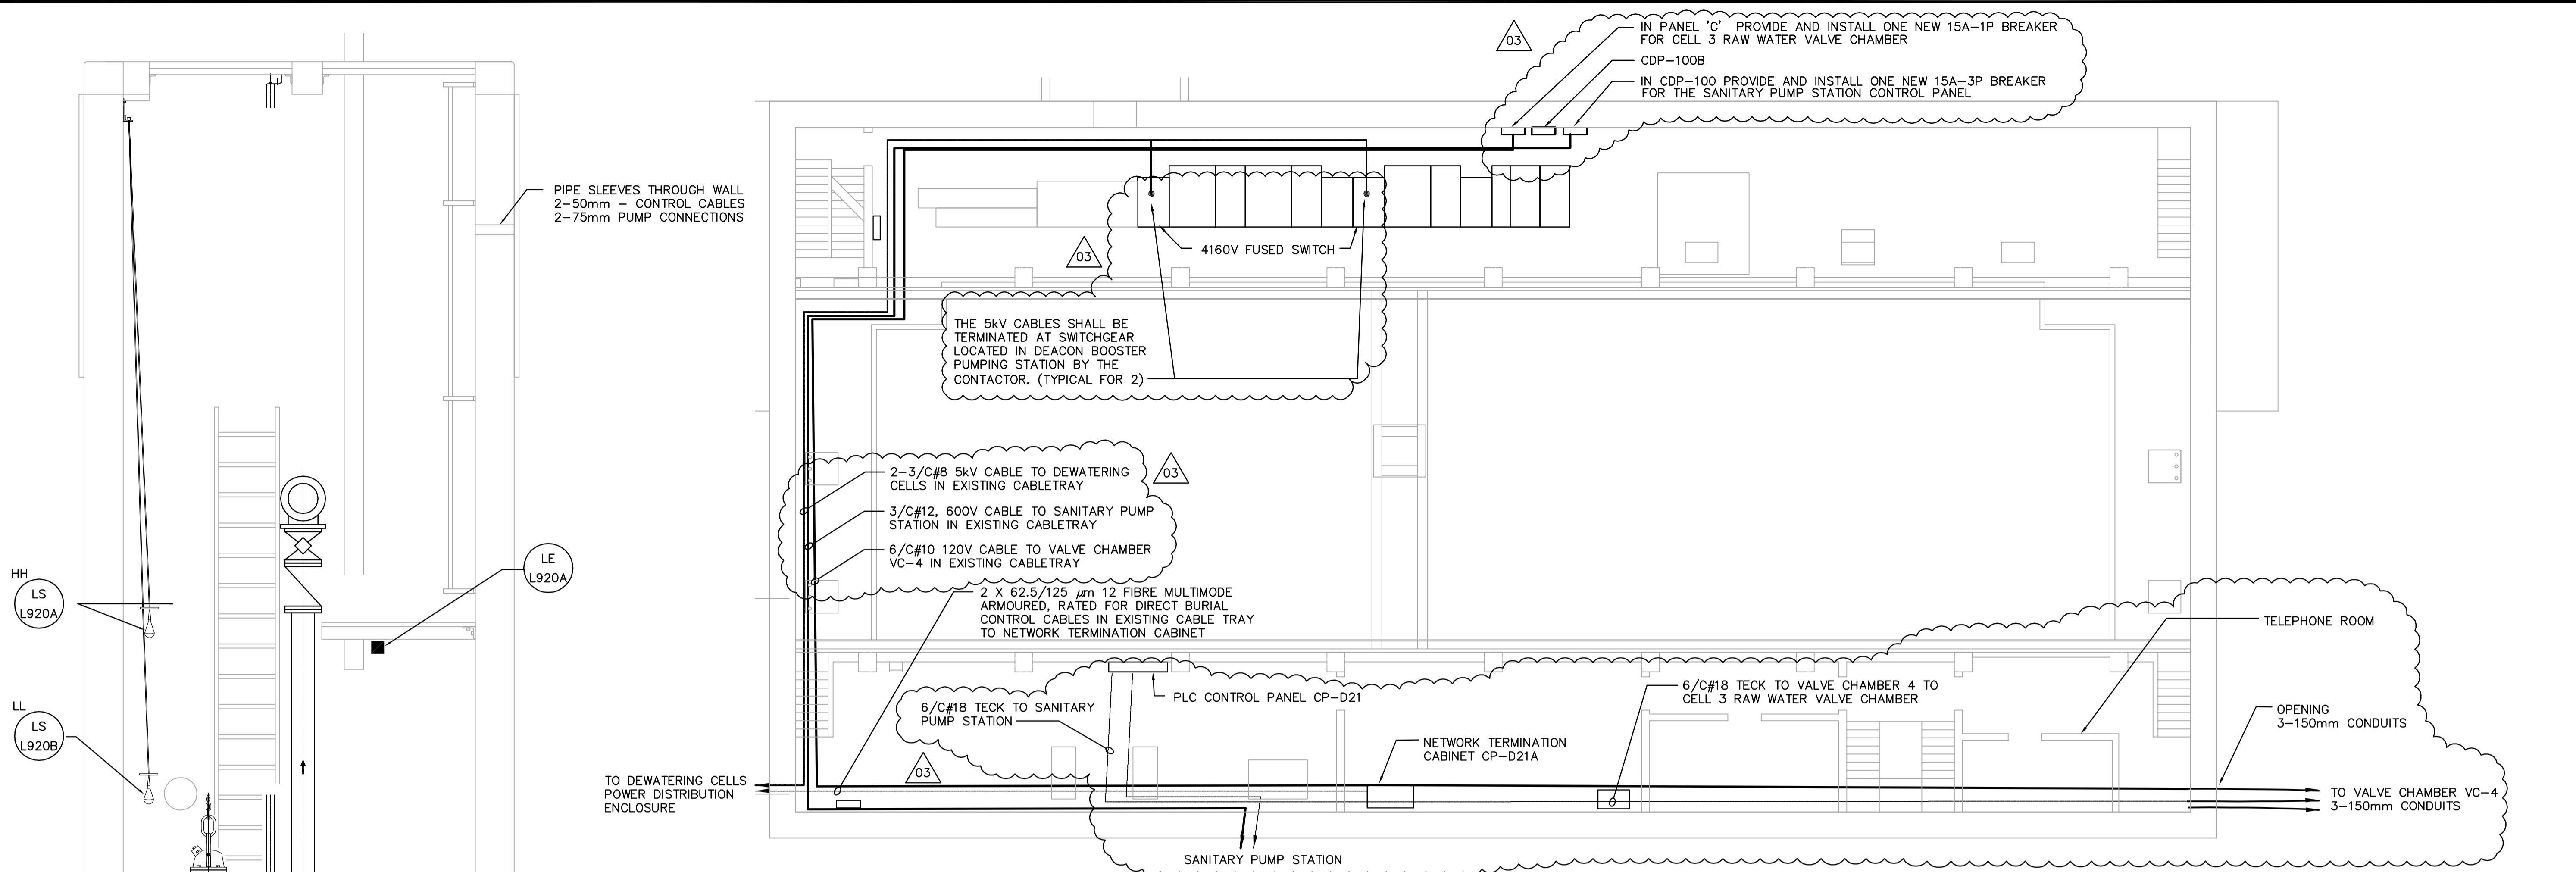 03
IN PANEL 'C' PROVIDE AND INSTALL ONE NEW 15A-1P BREAKER
FOR CELL 3 RAW WATER VALVE CHAMBER
CDP-100B
IN CDP-100 PROVIDE AND INSTALL ONE NEW 15A-3P BREAKER
FOR THE SANITARY PUMP STATION CONTROL PANEL
PIPE SLEEVES THROUGH WALL
2-50mm - CONTROL CABLES
2-75mm PUMP CONNECTIONS
03
4160V FUSED SWITCH
THE 5kV CABLES SHALL BE
TERMINATED AT SWITCHGEAR
LOCATED IN DEACON BOOSTER
PUMPING STATION BY THE
CONTACTOR. (TYPICAL FOR 2)
2-3/C#8 5kV CABLE TO DEWATERING
CELLS IN EXISTING CABLETRAY
03
3/C#12, 600V CABLE TO SANITARY PUMP
STATION IN EXISTING CABLETRAY
6/C#10 120V CABLE TO VALVE CHAMBER
VC-4 IN EXISTING CABLETRAY
LE
L920A
HH
LS
L920A
2 X 62.5/125 µm 12 FIBRE MULTIMODE
ARMOURED, RATED FOR DIRECT BURIAL
CONTROL CABLES IN EXISTING CABLE TRAY
TO NETWORK TERMINATION CABINET
TELEPHONE ROOM
LL
LS
L920B
PLC CONTROL PANEL CP-D21
6/C#18 TECK TO SANITARY
PUMP STATION
6/C#18 TECK TO VALVE CHAMBER 4 TO
CELL 3 RAW WATER VALVE CHAMBER
OPENING
3-150mm CONDUITS
NETWORK TERMINATION
CABINET CP-D21A
03
TO DEWATERING CELLS
POWER DISTRIBUTION
ENCLOSURE
TO VALVE CHAMBER VC-4
3-150mm CONDUITS
SANITARY PUMP STATION